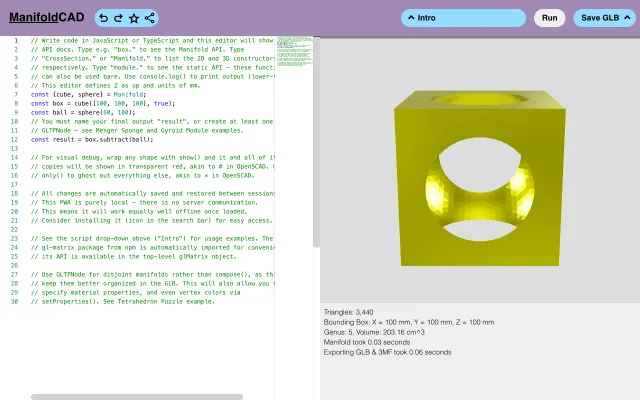 ManifoldCAD
Intro
Run
Save GLB
1 // Write code in JavaScript or TypeScript and this editor will show
2 // API docs. Type e.g. "box." to see the Manifold API. Type
3 // "CrossSection." or "Manifold." to list the 2D and 3D constructors
4 // respectively. Type "module." to see the static API - these functi
5 // can also be used bare. Use console.log() to print output (lower-r
6 // This editor defines Z as up and units of mm.
7 const {cube, sphere} = Manifold;
8 const box = cube([100, 100, 100], true);
9 const ball = sphere(60, 100);
10 // You must name your final output "result", or create at least one
11 // GLTFNode - see Menger Sponge and Gyroid Module examples.
12 const result = box.subtract(ball);
13
14 // For visual debug, wrap any shape with show() and it and all of it
15 // copies will be shown in transparent red, akin to # in OpenSCAD. O
16 // only() to ghost out everything else, akin to * in OpenSCAD.
17
18 // All changes are automatically saved and restored between sessions
19 // This PWA is purely local - there is no server communication.
20 // This means it will work equally well offline once loaded.
21 // Consider installing it (icon in the search bar) for easy access.
22
23 // See the script drop-down above ("Intro") for usage examples. The
24 // gl-matrix package from npm is automatically imported for convenie
25 // its API is available in the top-level glMatrix object.
26
27 // Use GLTFNode for disjoint manifolds rather than compose(), as thi
28 // keep them better organized in the GLB. This will also allow you t
29 // specify material properties, and even vertex colors via
30 // setProperties(). See Tetrahedron Puzzle example.
Triangles: 3,440
Bounding Box: X = 100 mm, Y = 100 mm, Z = 100 mm
Genus: 5, Volume: 203.16 cm^3
Manifold took 0.03 seconds
Exporting GLB & 3MF took 0.06 seconds